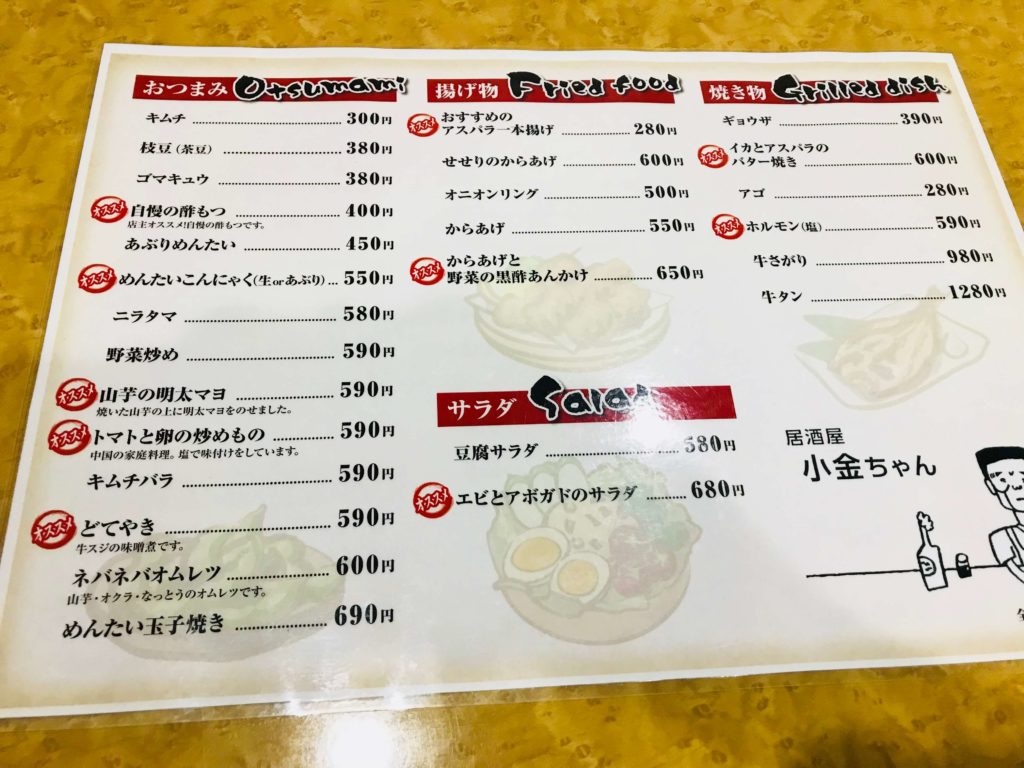 おつまみ Otsumami
キムチ 300円
枝豆(茶豆) 380円
ゴマキュウ 380円
オススメ 自慢の酢もつ 400円
店主オススメ!自慢の酢もつです。
あぶりめんたい 450円
オススメ めんたいこんにゃく(生orあぶり) 550円
ニラタマ 580円
野菜炒め 590円
オススメ 山芋の明太マヨ 590円
焼いた山芋の上に明太マヨをのせました。
オススメ トマトと卵の炒めもの 590円
中国の家庭料理。塩で味付けをしています。
キムチバラ 590円
オススメ どてやき 590円
牛スジの味噌煮です。
ネバネバオムレツ 600円
山芋・オクラ・なっとうのオムレツです。
めんたい玉子焼き 690円
揚げ物 Fried food
オススメ おすすめの
アスパラ一本揚げ 280円
せせりのからあげ 600円
オニオンリング 500円
からあげ 550円
オススメ からあげと
野菜の黒酢あんかけ 650円
サラダ Salad
豆腐サラダ 580円
オススメ エビとアボガドのサラダ 680円
焼き物 Grilled dish
ギョウザ 390円
オススメ イカとアスパラの
バター焼き 600円
アゴ 280円
オススメ ホルモン(塩) 590円
牛さがり 980円
牛タン 1280円
居酒屋
小金ちゃん